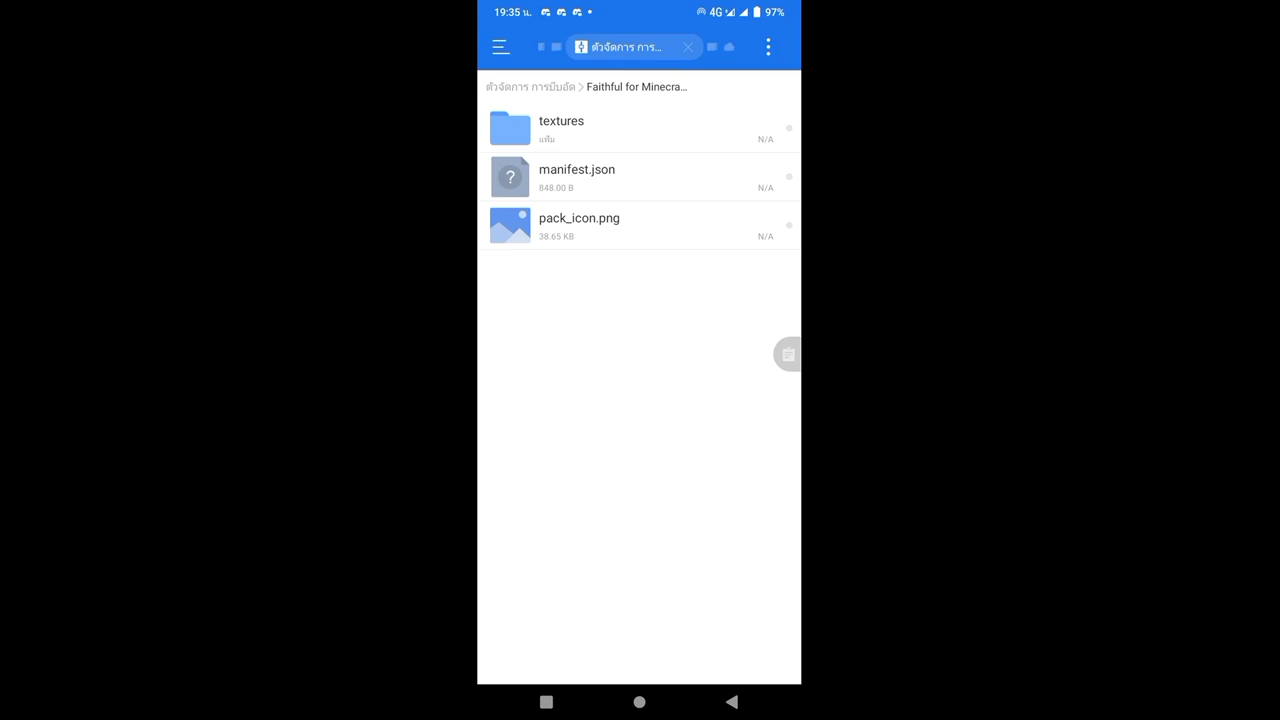 19:35 น. 4G 97%
ตัวจัดการ การ...
ตัวจัดการ การบีบอัด > Faithful for Minecra...
textures
แฟ้ม N/A
manifest.json
848.00 B N/A
pack_icon.png
38.65 KB N/A